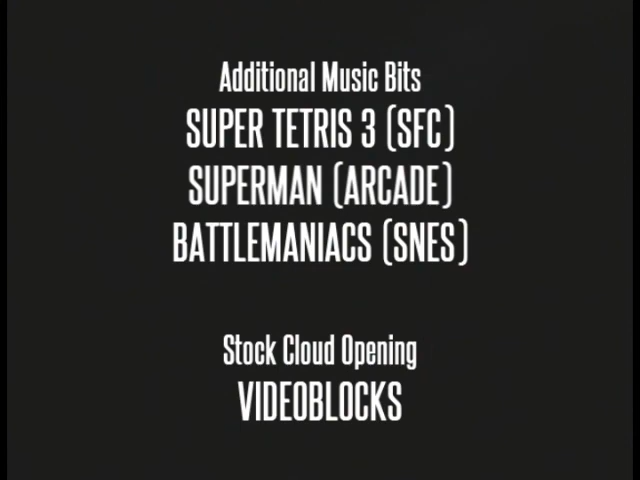 Additional Music Bits
SUPER TETRIS 3 (SFC)
SUPERMAN (ARCADE)
BATTLEMANIACS (SNES)
Stock Cloud Opening
VIDEOBLOCKS